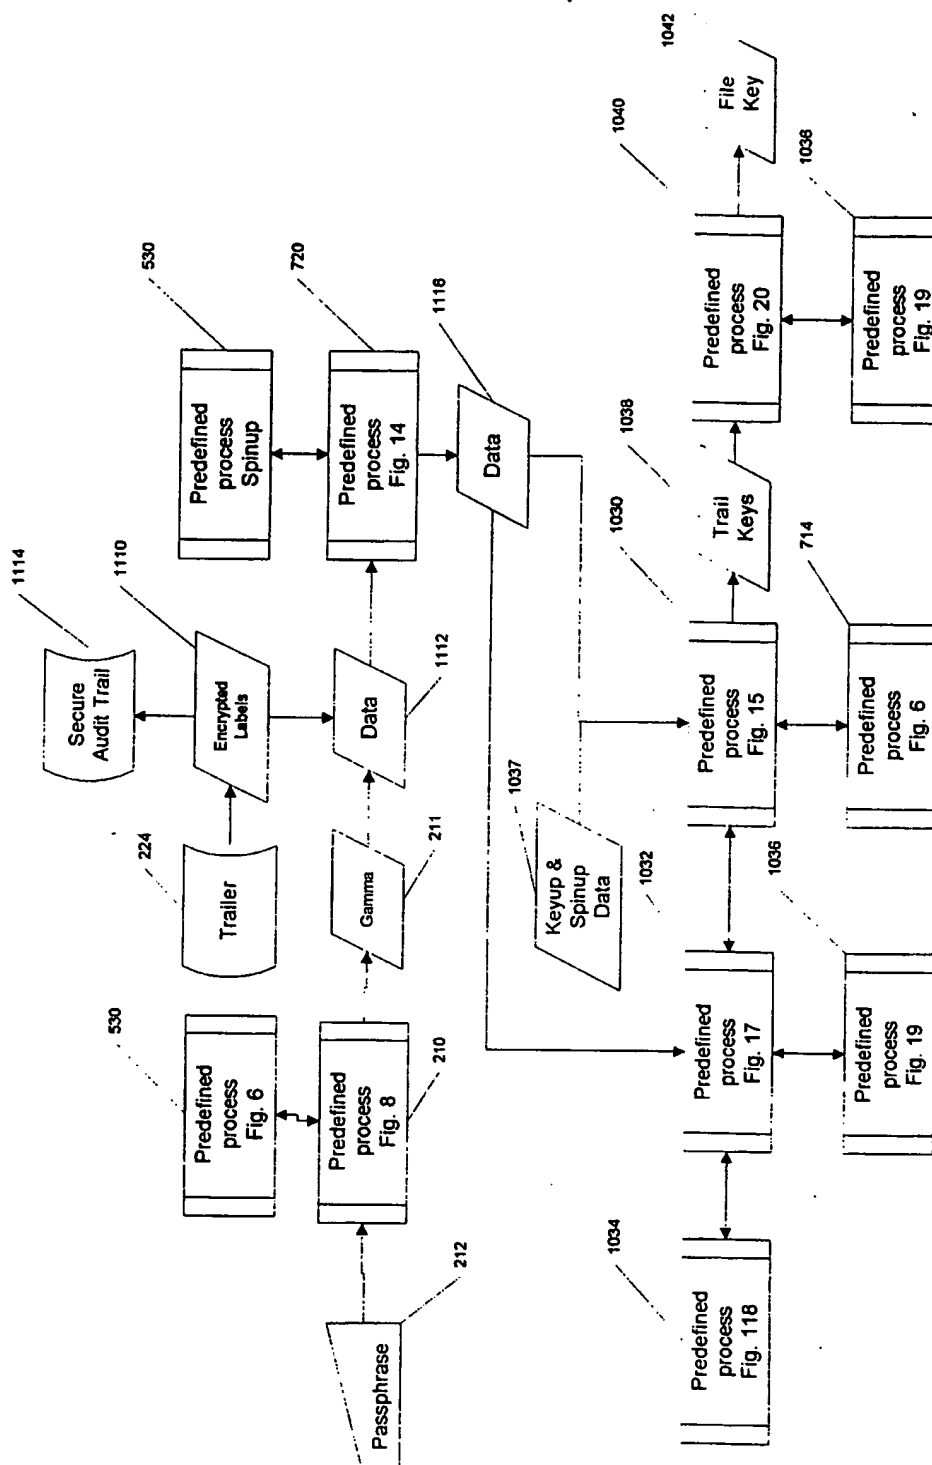 1114
Secure
Audit Trail
224
Trailer
1110
Encrypted
Labels
530
Predefined
process
Spinup
530
Predefined
process
Fig. 6
212
Passphrase
Predefined
process
Fig. 8
210
Gamma
211
Data
1112
Predefined
process
Fig. 14
720
Data
1118
1037
Keyup &
Spinup
Data
1034
Predefined
process
Fig. 118
1032
Predefined
process
Fig. 17
1036
Predefined
process
Fig. 19
1030
Predefined
process
Fig. 15
714
Predefined
process
Fig. 6
1038
Trail
Keys
1040
Predefined
process
Fig. 20
1036
Predefined
process
Fig. 19
1042
File
Key